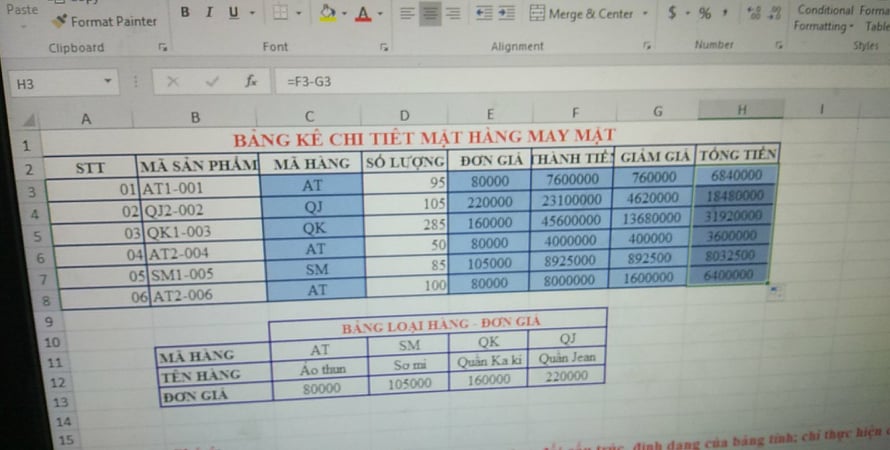 Paste
Format Painter
B I U
A
Merge & Center
$ % ,
Conditional
Formatting
Table
Clipboard
Font
Alignment
Number
Styles
H3
fx
=F3-G3
A B C D E F G H I
1 BẢNG KÊ CHI TIẾT MẶT HÀNG MAY MẶT
2 STT MÃ SẢN PHẨM MÃ HÀNG SỐ LƯỢNG ĐƠN GIÁ THÀNH TIỀ GIẢM GIÁ TỔNG TIỀN
3 01 AT1-001 AT 95 80000 7600000 760000 6840000
4 02 QJ2-002 QJ 105 220000 23100000 4620000 18480000
5 03 QK1-003 QK 285 160000 45600000 13680000 31920000
6 04 AT2-004 AT 50 80000 4000000 400000 3600000
7 05 SM1-005 SM 85 105000 8925000 892500 8032500
8 06 AT2-006 AT 100 80000 8000000 1600000 6400000
9
10 BẢNG LOẠI HÀNG - ĐƠN GIÁ
11 MÃ HÀNG AT SM QK QJ
12 TÊN HÀNG Áo thun Sơ mi Quần Ka ki Quần Jean
13 ĐƠN GIÁ 80000 105000 160000 220000
14
15
định dạng của bảng tính; chỉ thực hiện